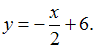 y = −x/2 + 6.